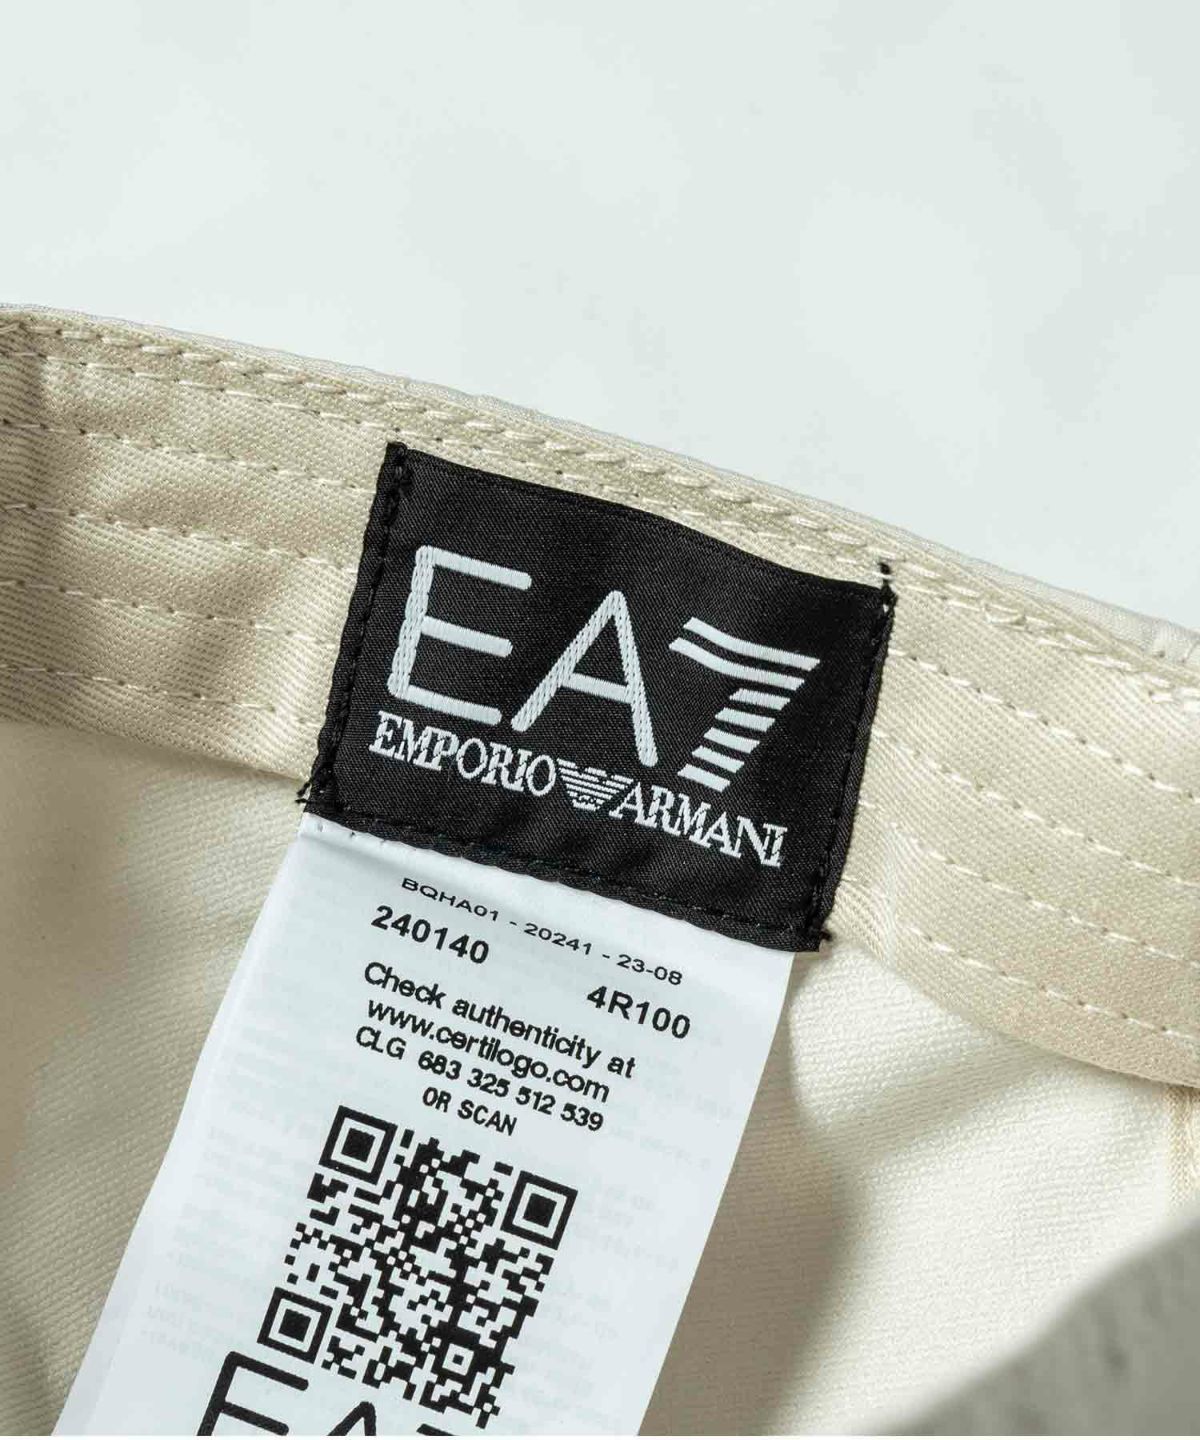 EA7
EMPORIO ARMANI
BQHA01 - 20241 - 23-08
240140 4R100
Check authenticity at
www.certilogo.com
CLG 683 325 512 539
OR SCAN
EA7